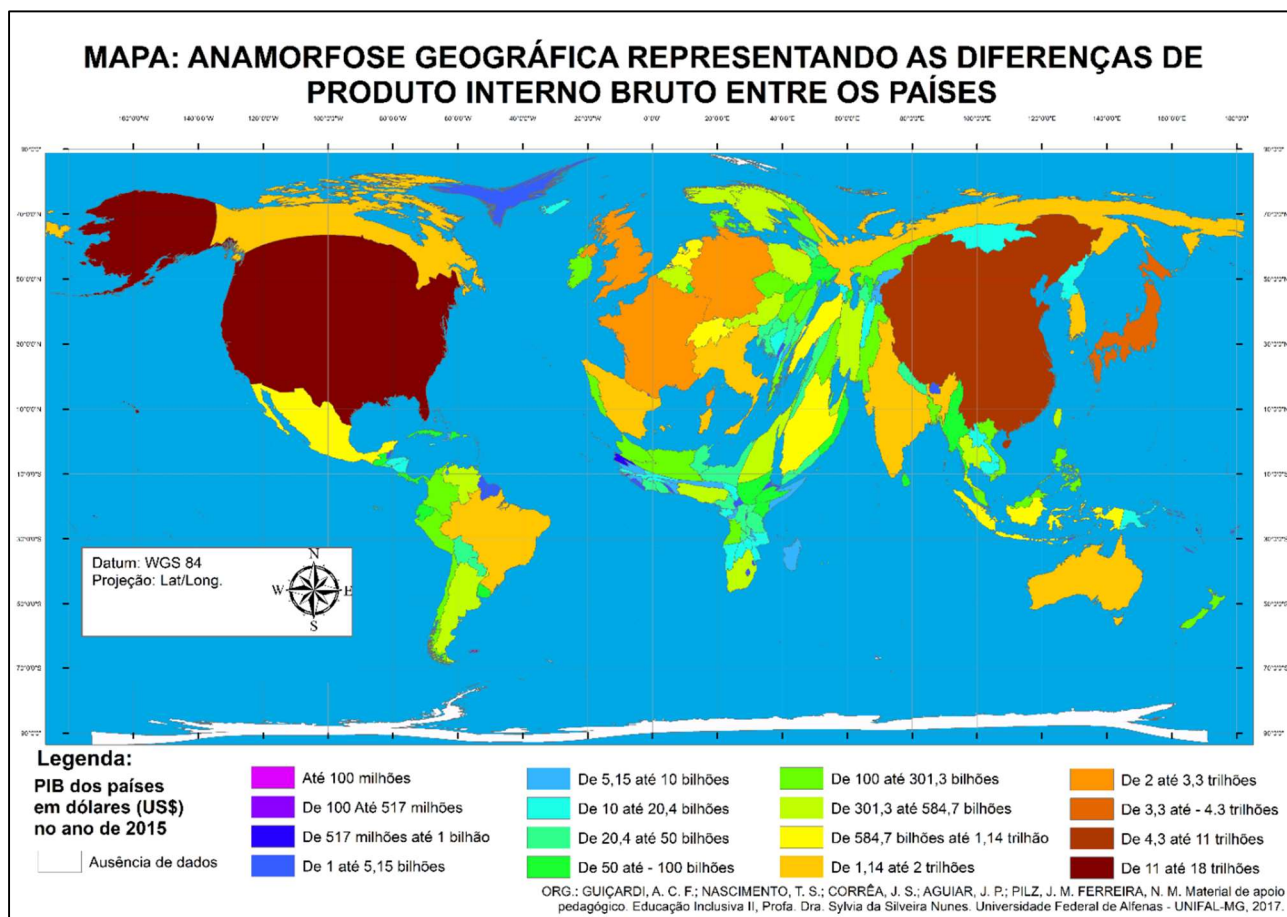 MAPA: ANAMORFOSE GEOGRÁFICA REPRESENTANDO AS DIFERENÇAS DE
PRODUTO INTERNO BRUTO ENTRE OS PAÍSES
Datum: WGS 84
Projeção: Lat/Long.
N
W E
S
Legenda:
PIB dos países
em dólares (US$)
no ano de 2015
Ausência de dados
Até 100 milhões
De 100 Até 517 milhões
De 517 milhões até 1 bilhão
De 1 até 5,15 bilhões
De 5,15 até 10 bilhões
De 10 até 20,4 bilhões
De 20,4 até 50 bilhões
De 50 até - 100 bilhões
De 100 até 301,3 bilhões
De 301,3 até 584,7 bilhões
De 584,7 bilhões até 1,14 trilhão
De 1,14 até 2 trilhões
De 2 até 3,3 trilhões
De 3,3 até - 4.3 trilhões
De 4,3 até 11 trilhões
De 11 até 18 trilhões
ORG.: GUIÇARDI, A. C. F.; NASCIMENTO, T. S.; CORRÊA, J. S.; AGUIAR, J. P.; PILZ, J. M. FERREIRA, N. M. Material de apoio
pedagógico. Educação Inclusiva II, Profa. Dra. Sylvia da Silveira Nunes. Universidade Federal de Alfenas - UNIFAL-MG, 2017.